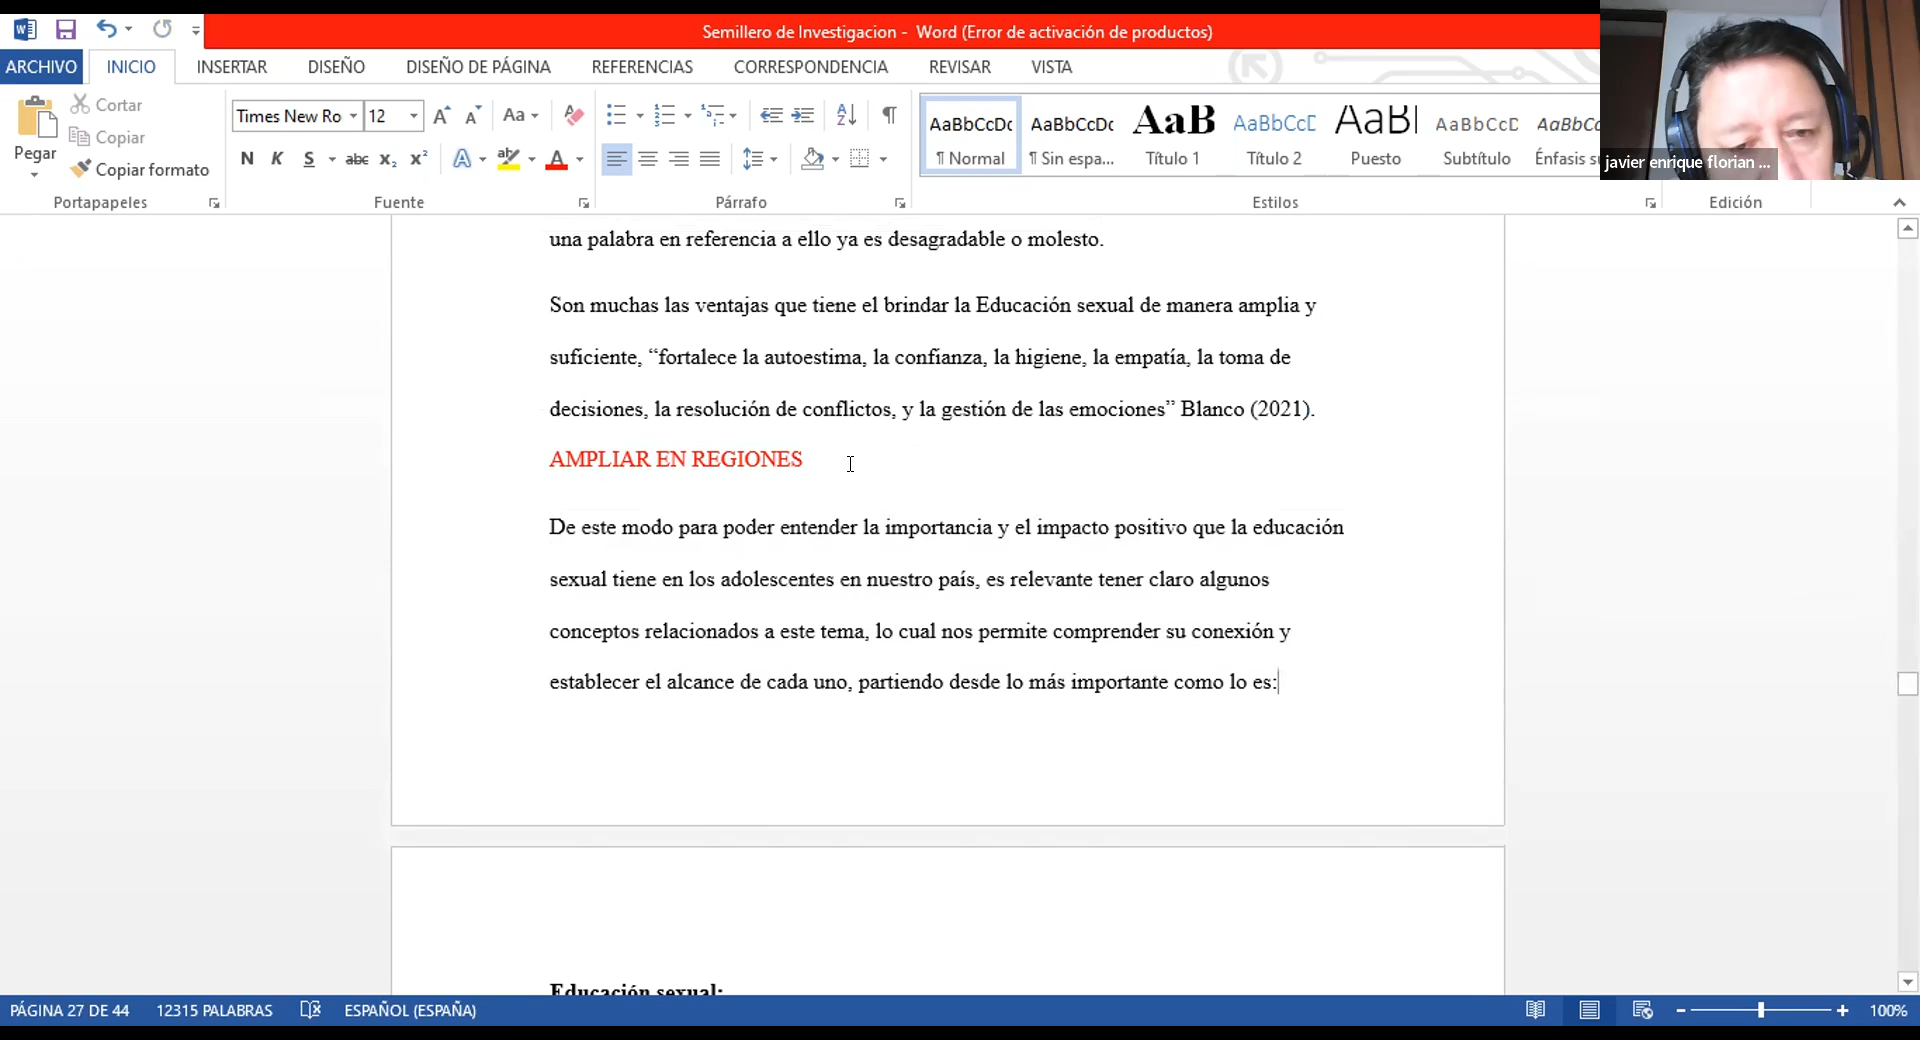 Semillero de Investigacion - Word (Error de activación de productos)
ARCHIVO INICIO INSERTAR DISEÑO DISEÑO DE PÁGINA REFERENCIAS CORRESPONDENCIA REVISAR VISTA
Pegar
Cortar
Copiar
Copiar formato
Portapapeles
Times New Ro 12 Aa
N K S abc x₂ x² A ab A
Fuente
Párrafo
AaBbCcDc AaBbCcDc AaB AaBbCcD AaB AaBbCcD AaBbCc
¶ Normal ¶ Sin espa... Título 1 Título 2 Puesto Subtítulo Énfasis s
Estilos
Edición
javier enrique florian ...
una palabra en referencia a ello ya es desagradable o molesto.
Son muchas las ventajas que tiene el brindar la Educación sexual de manera amplia y
suficiente, “fortalece la autoestima, la confianza, la higiene, la empatía, la toma de
decisiones, la resolución de conflictos, y la gestión de las emociones” Blanco (2021).
AMPLIAR EN REGIONES
De este modo para poder entender la importancia y el impacto positivo que la educación
sexual tiene en los adolescentes en nuestro país, es relevante tener claro algunos
conceptos relacionados a este tema, lo cual nos permite comprender su conexión y
establecer el alcance de cada uno, partiendo desde lo más importante como lo es:
Educación sexual:
PÁGINA 27 DE 44 12315 PALABRAS ESPAÑOL (ESPAÑA) 100%